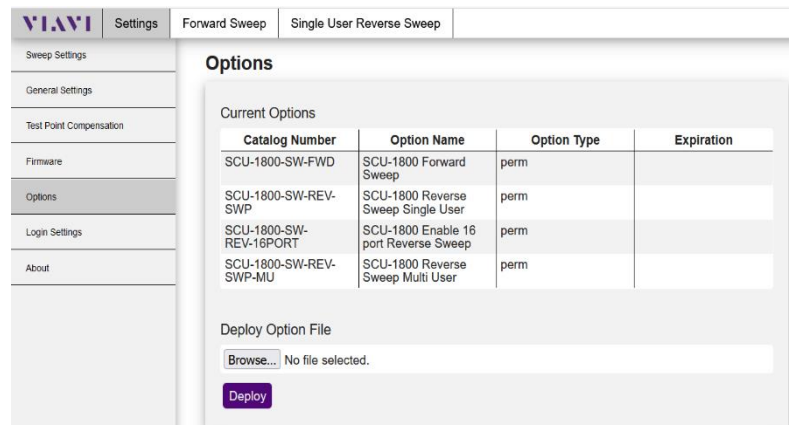 VIAVI Settings Forward Sweep Single User Reverse Sweep
Sweep Settings
General Settings
Test Point Compensation
Firmware
Options
Login Settings
About
Options
Current Options
Catalog Number Option Name Option Type Expiration
SCU-1800-SW-FWD SCU-1800 Forward perm
Sweep
SCU-1800-SW-REV- SCU-1800 Reverse perm
SWP Sweep Single User
SCU-1800-SW- SCU-1800 Enable 16 perm
REV-16PORT port Reverse Sweep
SCU-1800-SW-REV- SCU-1800 Reverse perm
SWP-MU Sweep Multi User
Deploy Option File
Browse... No file selected.
Deploy